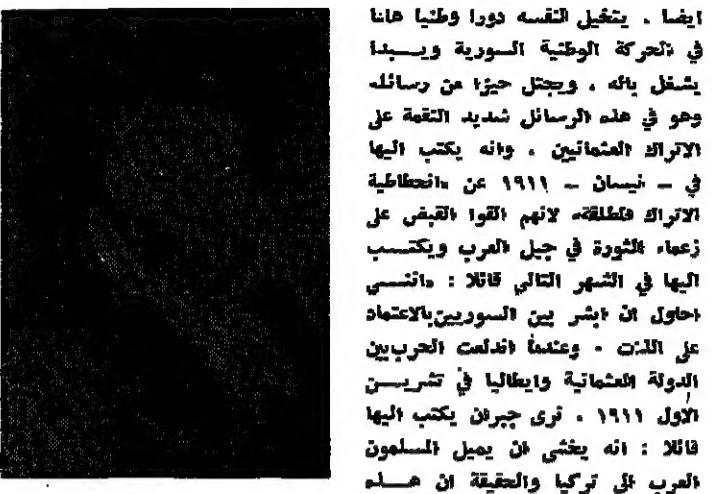 ايضا . يتخيل لنفسه دورا وطنيا هاما
في الحركة الوطنية السورية ويبدا
يشغل باله ، ويحتل حيزا من رسائله
وهو في هذه الرسائل شديد النقمة على
الاتراك العثمانيين ، وانه يكتب اليها
في – نيسان – ١٩١١ عن «انحطاطية
الاتراك المطلقة» لانهم القوا القبض على
زعماء الثورة في جبل العرب ويكتب
اليها في الشهر التالي قائلا : «انني
احاول ان ابشر بين السوريين بالاعتماد
على الذات . وعندما اندلعت الحرب بين
الدولة العثمانية وايطاليا في تشرين
الاول ١٩١١ ، نرى جبران يكتب اليها
قائلا : انه يخشى ان يميل المسلمون
العرب الى تركيا والحقيقة ان هذه